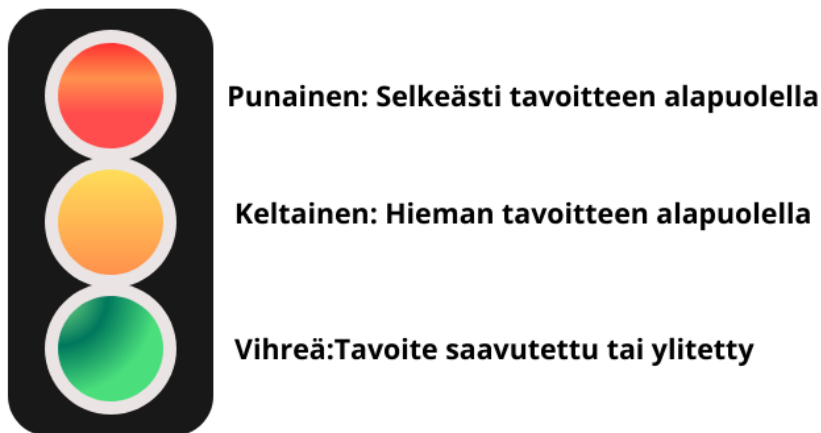 Punainen: Selkeästi tavoitteen alapuolella
Keltainen: Hieman tavoitteen alapuolella
Vihreä:Tavoite saavutettu tai ylitetty